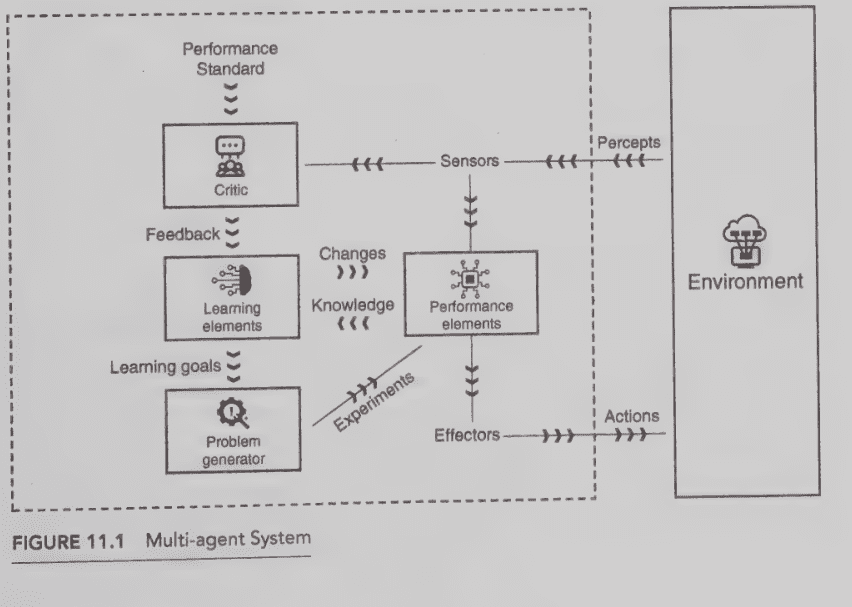 Performance
Standard
Critic
Sensors
Percepts
Feedback
Changes
Learning
elements
Knowledge
Performance
elements
Environment
Learning goals
Experiments
Problem
generator
Effectors
Actions
FIGURE 11.1 Multi-agent System